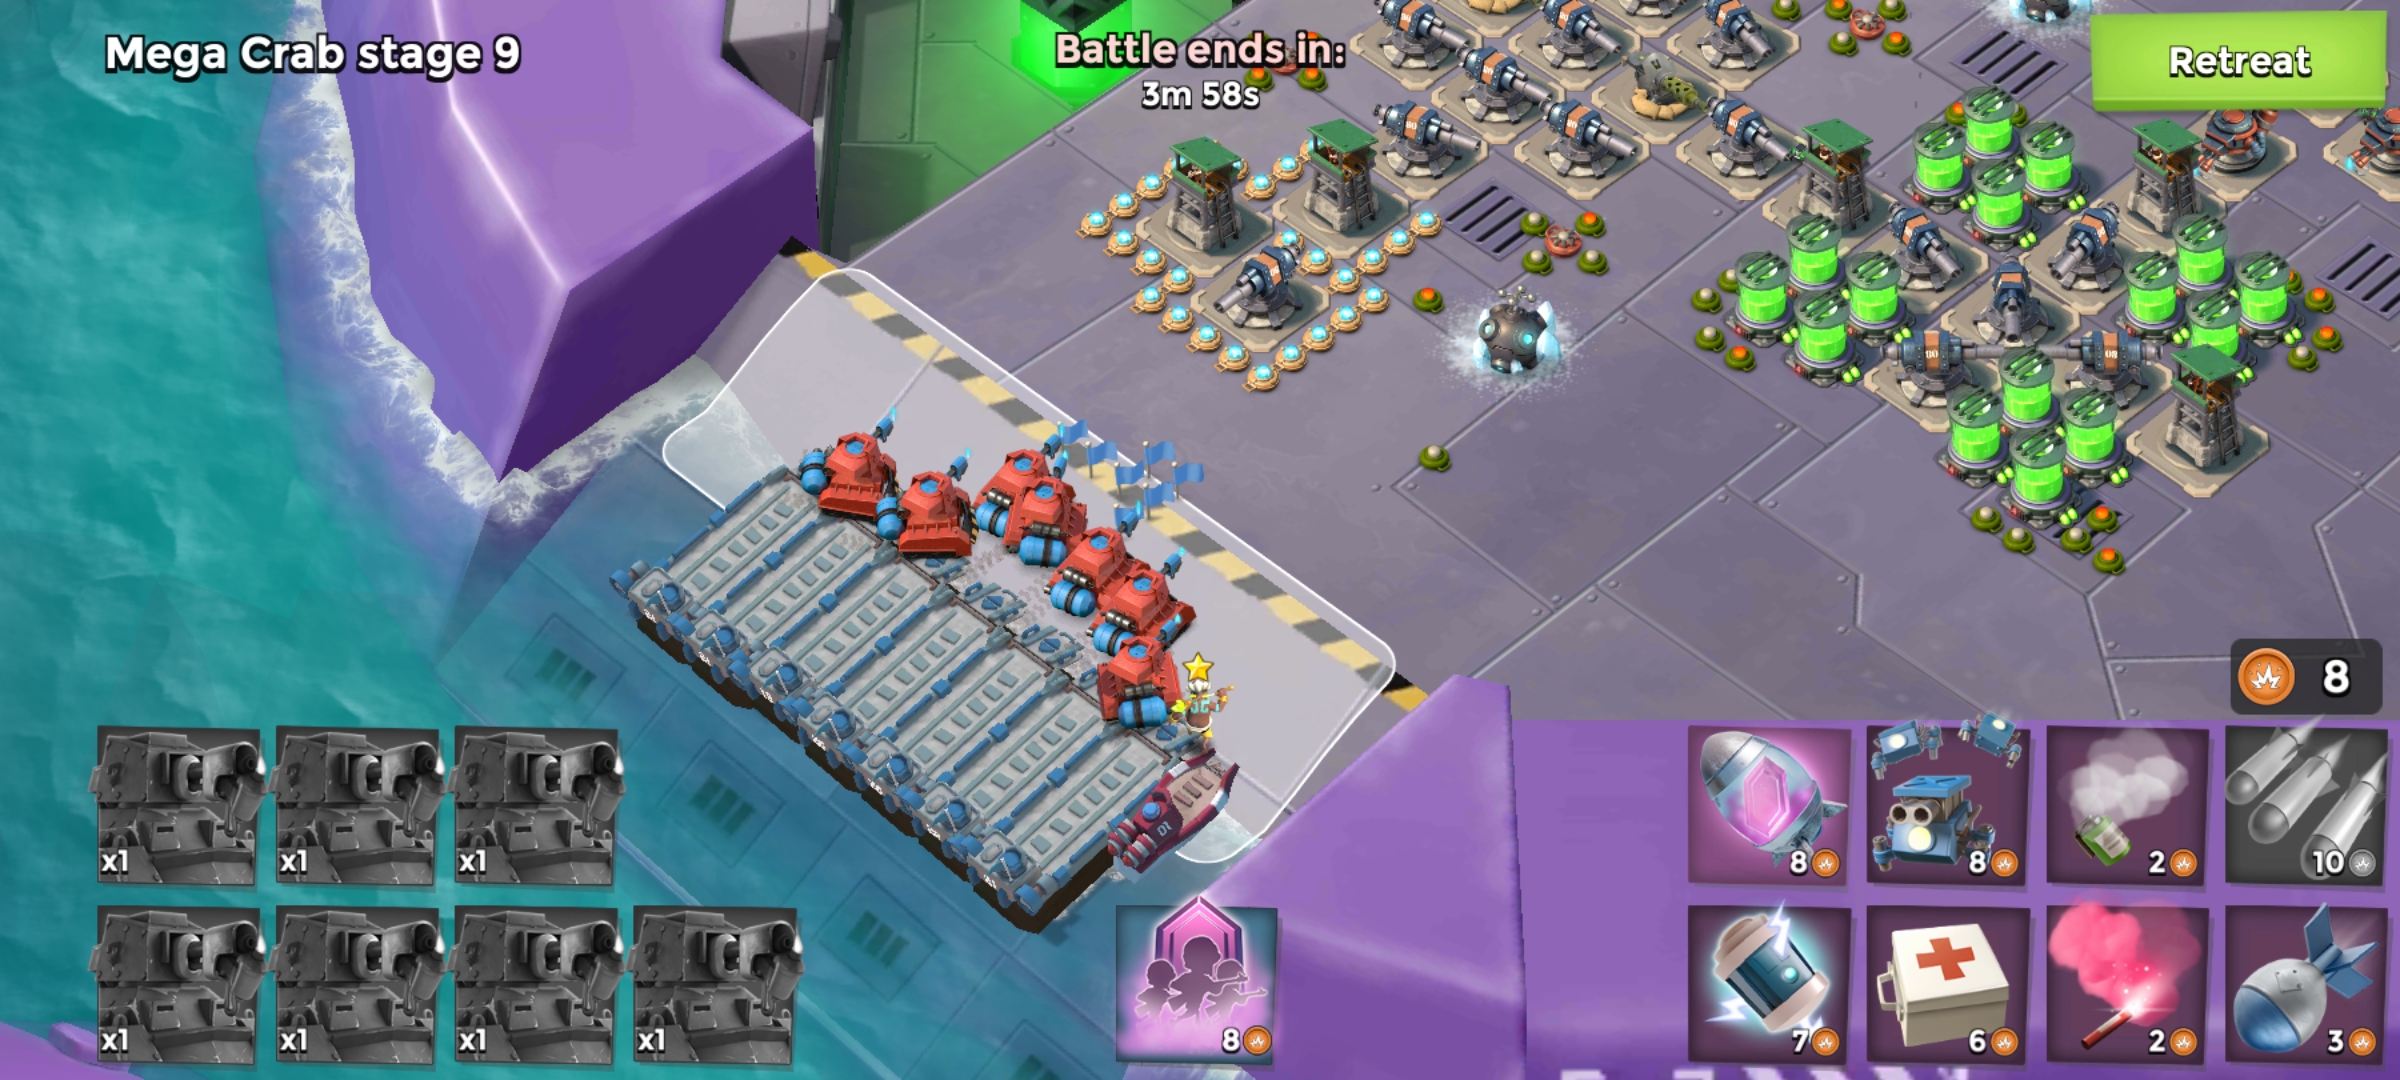 Mega Crab stage 9
Battle ends in:
3m 58s
Retreat
8
x1
x1
x1
8
8
2
10
x1
x1
x1
x1
8
7
6
2
3